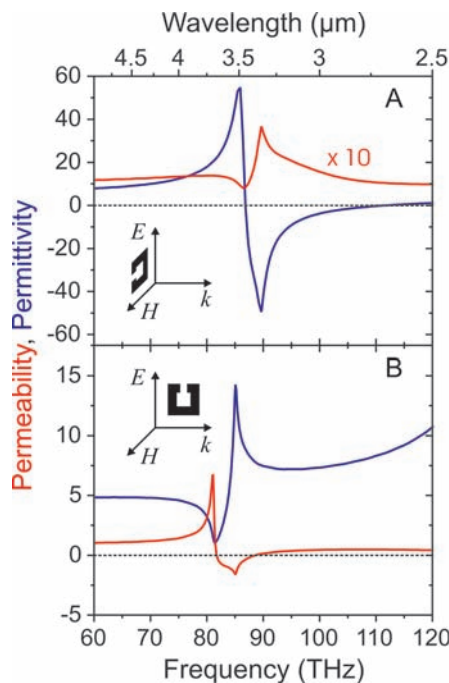 Wavelength (μm)
4.5 4 3.5 3 2.5
Permeability, Permittivity
A
60
40
20
0
-20
-40
-60
x 10
E
H
k
B
15
10
5
0
-5
E
H
k
60 70 80 90 100 110 120
Frequency (THz)